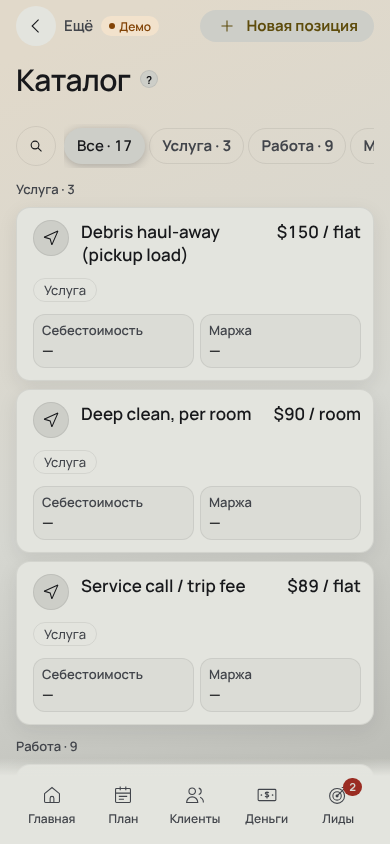 Ещё
Демо
Новая позиция
Каталог
?
Все · 17
Услуга · 3
Работа · 9
Услуга · 3
Debris haul-away
(pickup load)
$150 / flat
Услуга
Себестоимость
—
Маржа
—
Deep clean, per room
$90 / room
Услуга
Себестоимость
—
Маржа
—
Service call / trip fee
$89 / flat
Услуга
Себестоимость
—
Маржа
—
Работа · 9
2
Главная
План
Клиенты
Деньги
Лиды